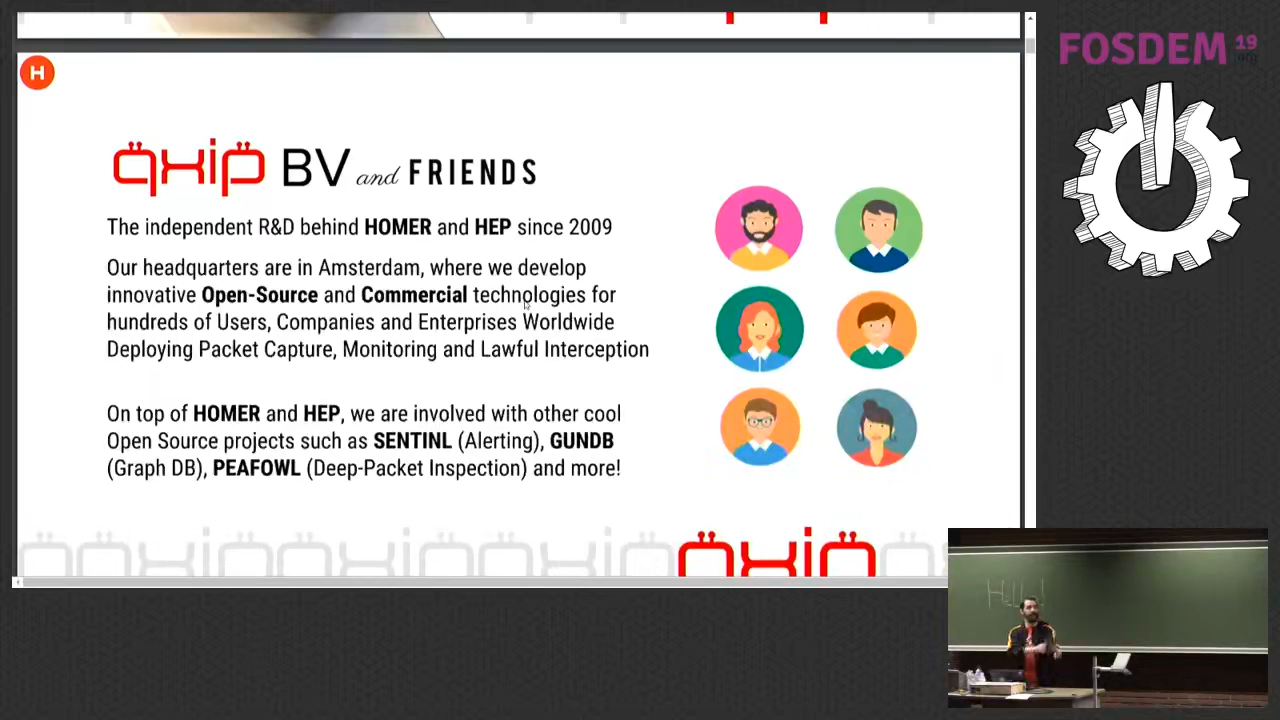 FOSDEM 19
.org
H
qxip BV and FRIENDS
The independent R&D behind HOMER and HEP since 2009
Our headquarters are in Amsterdam, where we develop
innovative Open-Source and Commercial technologies for
hundreds of Users, Companies and Enterprises Worldwide
Deploying Packet Capture, Monitoring and Lawful Interception
On top of HOMER and HEP, we are involved with other cool
Open Source projects such as SENTINL (Alerting), GUNDB
(Graph DB), PEAFOWL (Deep-Packet Inspection) and more!
qxip